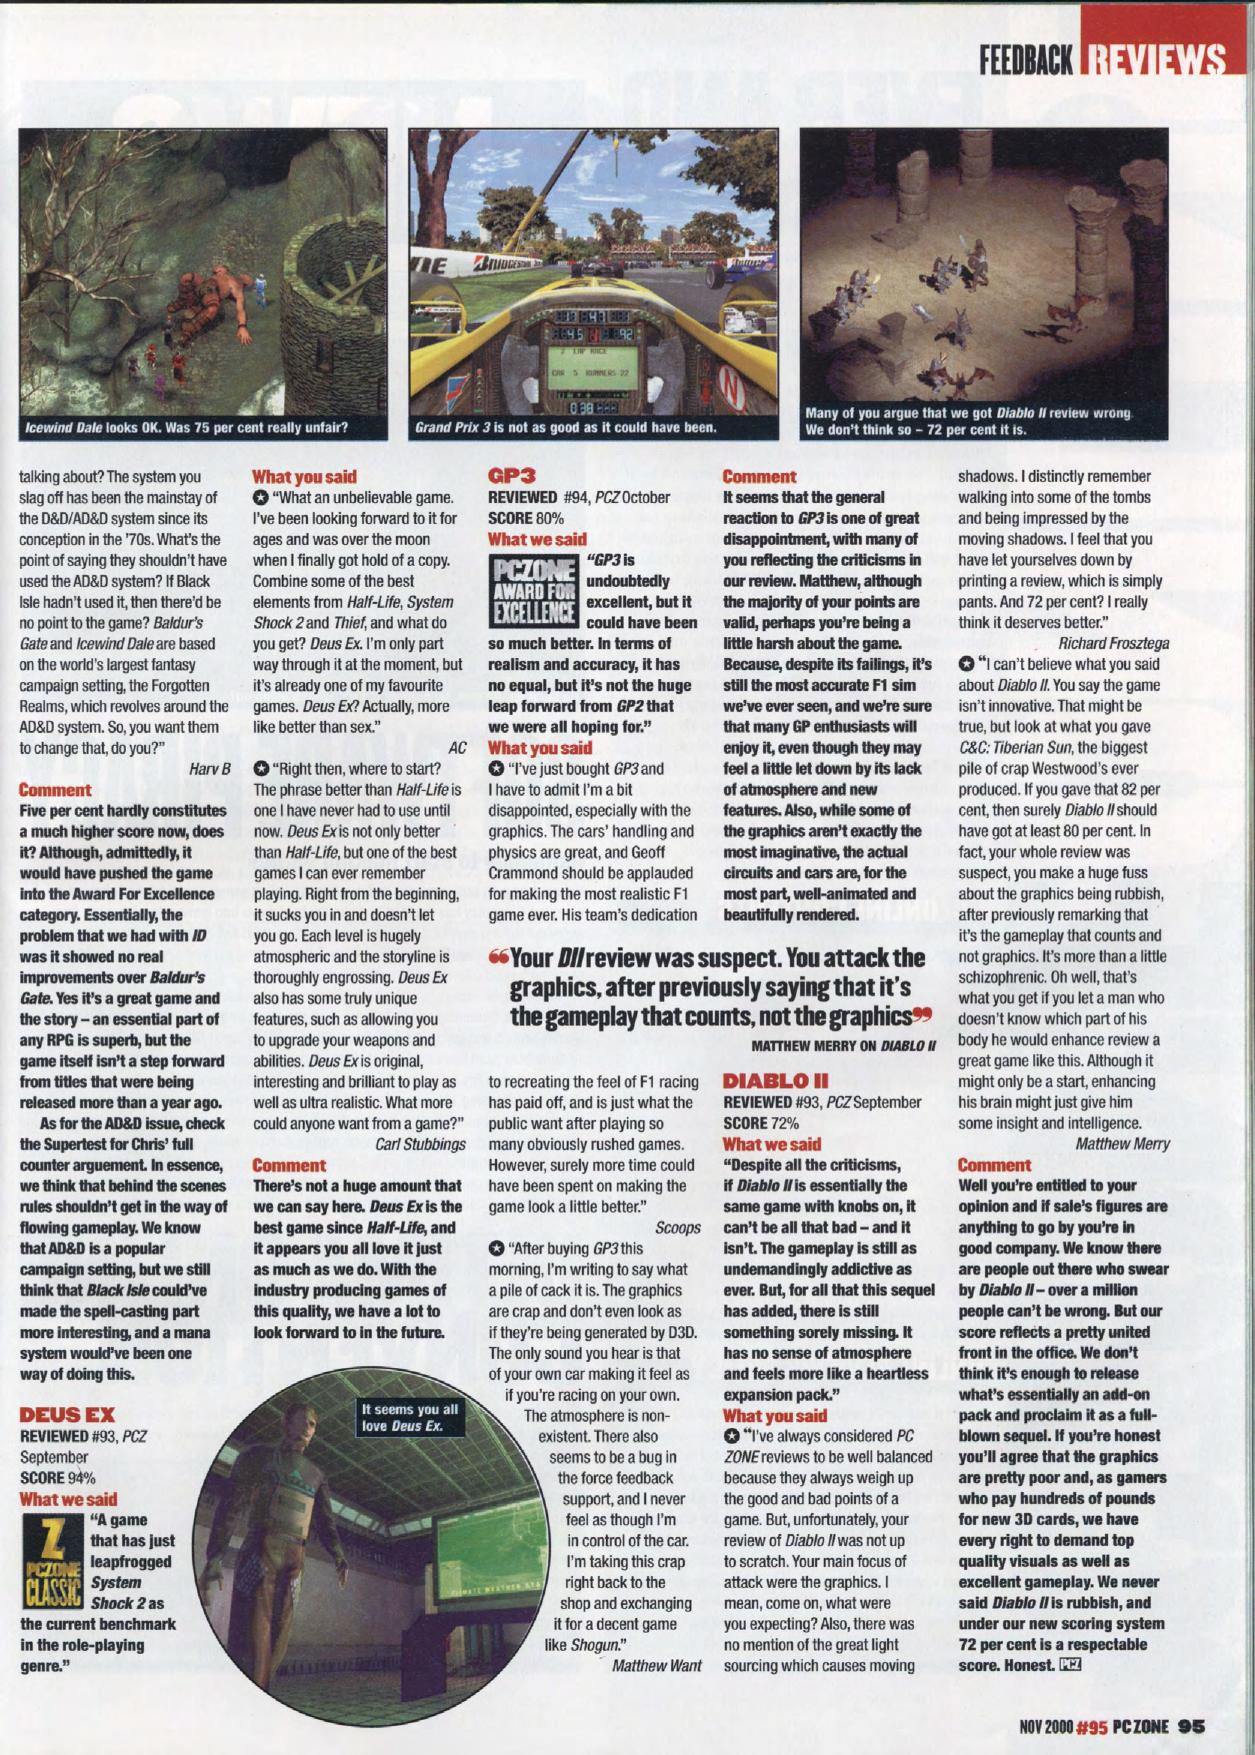 FEEDBACK REVIEWS
Icewind Dale looks OK. Was 75 per cent really unfair?
Grand Prix 3 is not as good as it could have been.
Many of you argue that we got Diablo II review wrong.
We don't think so – 72 per cent it is.
talking about? The system you
slag off has been the mainstay of
the D&D/AD&D system since its
conception in the '70s. What's the
point of saying they shouldn't have
used the AD&D system? If Black
Isle hadn't used it, then there'd be
no point to the game? Baldur's
Gate and Icewind Dale are based
on the world's largest fantasy
campaign setting, the Forgotten
Realms, which revolves around the
AD&D system. So, you want them
to change that, do you?"
Harv B
Comment
Five per cent hardly constitutes
a much higher score now, does
it? Although, admittedly, it
would have pushed the game
into the Award For Excellence
category. Essentially, the
problem that we had with ID
was it showed no real
improvements over Baldur's
Gate. Yes it's a great game and
the story – an essential part of
any RPG is superb, but the
game itself isn't a step forward
from titles that were being
released more than a year ago.
As for the AD&D issue, check
the Supertest for Chris' full
counter arguement. In essence,
we think that behind the scenes
rules shouldn't get in the way of
flowing gameplay. We know
that AD&D is a popular
campaign setting, but we still
think that Black Isle could've
made the spell-casting part
more interesting, and a mana
system would've been one
way of doing this.
DEUS EX
REVIEWED #93, PCZ
September
SCORE 94%
What we said
Z
PCZONE
CLASSIC
"A game
that has just
leapfrogged
System
Shock 2 as
the current benchmark
in the role-playing
genre."
What you said
"What an unbelievable game.
I've been looking forward to it for
ages and was over the moon
when I finally got hold of a copy.
Combine some of the best
elements from Half-Life, System
Shock 2 and Thief, and what do
you get? Deus Ex. I'm only part
way through it at the moment, but
it's already one of my favourite
games. Deus Ex? Actually, more
like better than sex."
AC
"Right then, where to start?
The phrase better than Half-Life is
one I have never had to use until
now. Deus Ex is not only better
than Half-Life, but one of the best
games I can ever remember
playing. Right from the beginning,
it sucks you in and doesn't let
you go. Each level is hugely
atmospheric and the storyline is
thoroughly engrossing. Deus Ex
also has some truly unique
features, such as allowing you
to upgrade your weapons and
abilities. Deus Ex is original,
interesting and brilliant to play as
well as ultra realistic. What more
could anyone want from a game?"
Carl Stubbings
Comment
There's not a huge amount that
we can say here. Deus Ex is the
best game since Half-Life, and
it appears you all love it just
as much as we do. With the
industry producing games of
this quality, we have a lot to
look forward to in the future.
It seems you all
love Deus Ex.
GP3
REVIEWED #94, PCZ October
SCORE 80%
What we said
PCZONE
AWARD FOR
EXCELLENCE
"GP3 is
undoubtedly
excellent, but it
could have been
so much better. In terms of
realism and accuracy, it has
no equal, but it's not the huge
leap forward from GP2 that
we were all hoping for."
What you said
"I've just bought GP3 and
I have to admit I'm a bit
disappointed, especially with the
graphics. The cars' handling and
physics are great, and Geoff
Crammond should be applauded
for making the most realistic F1
game ever. His team's dedication
to recreating the feel of F1 racing
has paid off, and is just what the
public want after playing so
many obviously rushed games.
However, surely more time could
have been spent on making the
game look a little better."
Scoops
"After buying GP3 this
morning, I'm writing to say what
a pile of cack it is. The graphics
are crap and don't even look as
if they're being generated by D3D.
The only sound you hear is that
of your own car making it feel as
if you're racing on your own.
The atmosphere is non-
existent. There also
seems to be a bug in
the force feedback
support, and I never
feel as though I'm
in control of the car.
I'm taking this crap
right back to the
shop and exchanging
it for a decent game
like Shogun."
Matthew Want
Comment
It seems that the general
reaction to GP3 is one of great
disappointment, with many of
you reflecting the criticisms in
our review. Matthew, although
the majority of your points are
valid, perhaps you're being a
little harsh about the game.
Because, despite its failings, it's
still the most accurate F1 sim
we've ever seen, and we're sure
that many GP enthusiasts will
enjoy it, even though they may
feel a little let down by its lack
of atmosphere and new
features. Also, while some of
the graphics aren't exactly the
most imaginative, the actual
circuits and cars are, for the
most part, well-animated and
beautifully rendered.
"Your DII review was suspect. You attack the
graphics, after previously saying that it's
the gameplay that counts, not the graphics"
MATTHEW MERRY ON DIABLO II
DIABLO II
REVIEWED #93, PCZ September
SCORE 72%
What we said
"Despite all the criticisms,
if Diablo II is essentially the
same game with knobs on, it
can't be all that bad – and it
isn't. The gameplay is still as
undemandingly addictive as
ever. But, for all that this sequel
has added, there is still
something sorely missing. It
has no sense of atmosphere
and feels more like a heartless
expansion pack."
What you said
"I've always considered PC
ZONE reviews to be well balanced
because they always weigh up
the good and bad points of a
game. But, unfortunately, your
review of Diablo II was not up
to scratch. Your main focus of
attack were the graphics. I
mean, come on, what were
you expecting? Also, there was
no mention of the great light
sourcing which causes moving
shadows. I distinctly remember
walking into some of the tombs
and being impressed by the
moving shadows. I feel that you
have let yourselves down by
printing a review, which is simply
pants. And 72 per cent? I really
think it deserves better."
Richard Frosztega
"I can't believe what you said
about Diablo II. You say the game
isn't innovative. That might be
true, but look at what you gave
C&C: Tiberian Sun, the biggest
pile of crap Westwood's ever
produced. If you gave that 82 per
cent, then surely Diablo II should
have got at least 80 per cent. In
fact, your whole review was
suspect, you make a huge fuss
about the graphics being rubbish,
after previously remarking that
it's the gameplay that counts and
not graphics. It's more than a little
schizophrenic. Oh well, that's
what you get if you let a man who
doesn't know which part of his
body he would enhance review a
great game like this. Although it
might only be a start, enhancing
his brain might just give him
some insight and intelligence.
Matthew Merry
Comment
Well you're entitled to your
opinion and if sale's figures are
anything to go by you're in
good company. We know there
are people out there who swear
by Diablo II – over a million
people can't be wrong. But our
score reflects a pretty united
front in the office. We don't
think it's enough to release
what's essentially an add-on
pack and proclaim it as a full-
blown sequel. If you're honest
you'll agree that the graphics
are pretty poor and, as gamers
who pay hundreds of pounds
for new 3D cards, we have
every right to demand top
quality visuals as well as
excellent gameplay. We never
said Diablo II is rubbish, and
under our new scoring system
72 per cent is a respectable
score. Honest. PCZ
NOV 2000 #95 PC ZONE 95